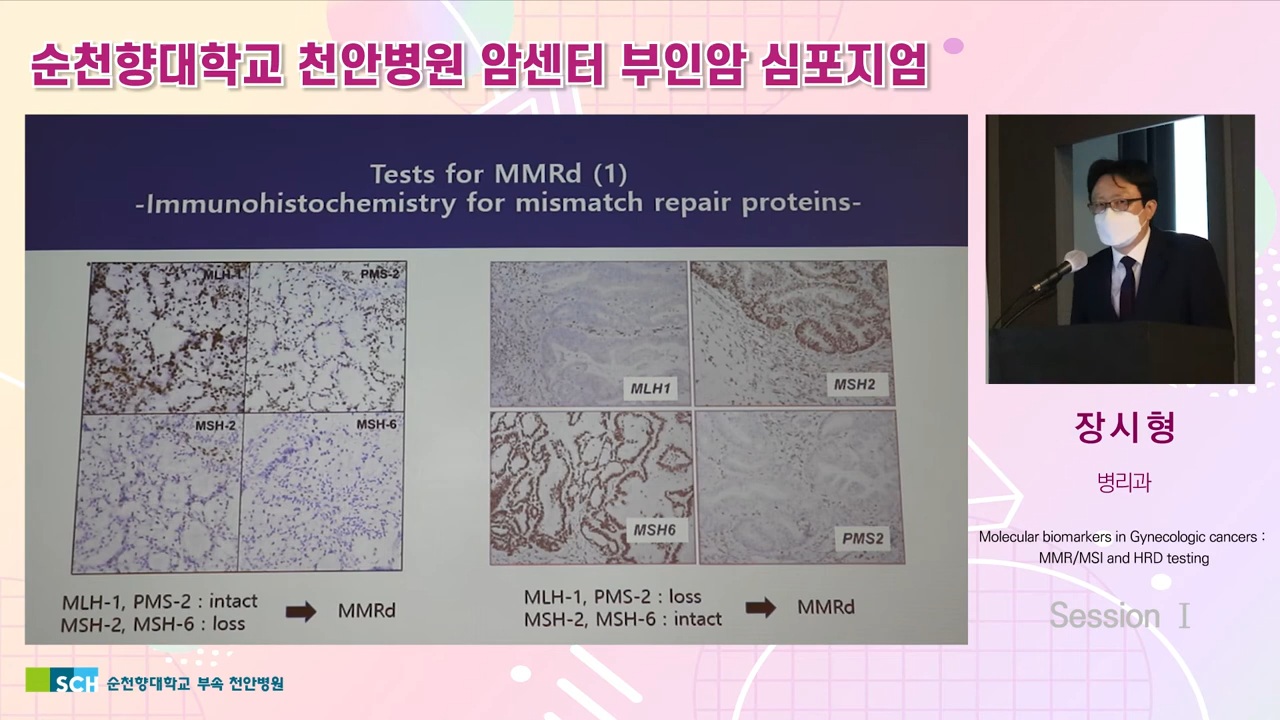 순천향대학교 천안병원 암센터 부인암 심포지엄
Tests for MMRd (1)
-Immunohistochemistry for mismatch repair proteins-
MLH-1
PMS-2
MSH-2
MSH-6
MLH1
MSH2
MSH6
PMS2
MLH-1, PMS-2 : intact
MSH-2, MSH-6 : loss
MMRd
MLH-1, PMS-2 : loss
MSH-2, MSH-6 : intact
MMRd
장시형
병리과
Molecular biomarkers in Gynecologic cancers :
MMR/MSI and HRD testing
Session Ⅰ
SCH 순천향대학교 부속 천안병원